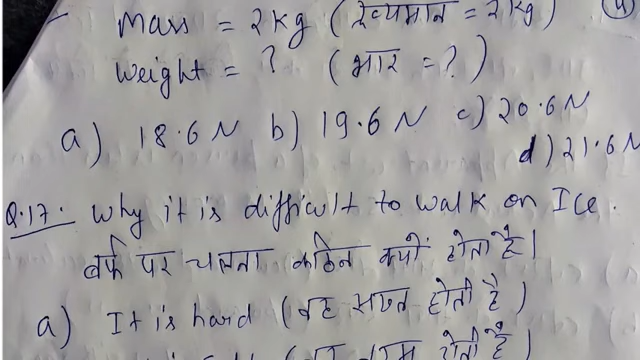 Mass = 2kg (द्रव्यमान = 2kg)
Weight = ? (भार = ?)
a) 18.6 N b) 19.6 N c) 20.6 N
d) 21.6 N
Q.17. Why it is difficult to walk on Ice.
बर्फ पर चलना कठिन क्यों होता है।
a) It is hard (वह सख्त होती है)